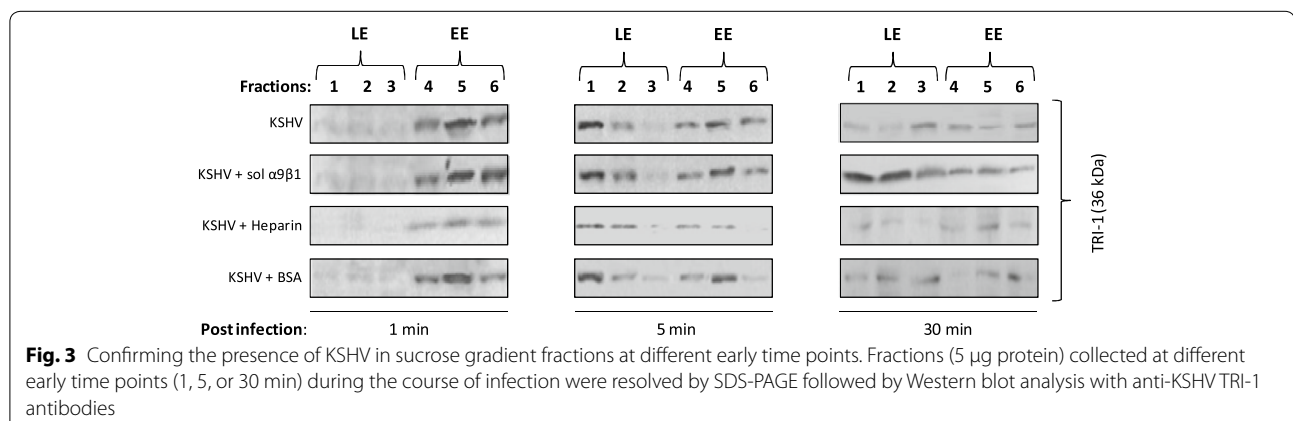 LE EE LE EE LE EE
Fractions: 1 2 3 4 5 6 1 2 3 4 5 6 1 2 3 4 5 6
KSHV
KSHV + sol α9β1
KSHV + Heparin
KSHV + BSA
TRI-1 (36 kDa)
Post infection: 1 min 5 min 30 min
Fig. 3 Confirming the presence of KSHV in sucrose gradient fractions at different early time points. Fractions (5 µg protein) collected at different
early time points (1, 5, or 30 min) during the course of infection were resolved by SDS-PAGE followed by Western blot analysis with anti-KSHV TRI-1
antibodies